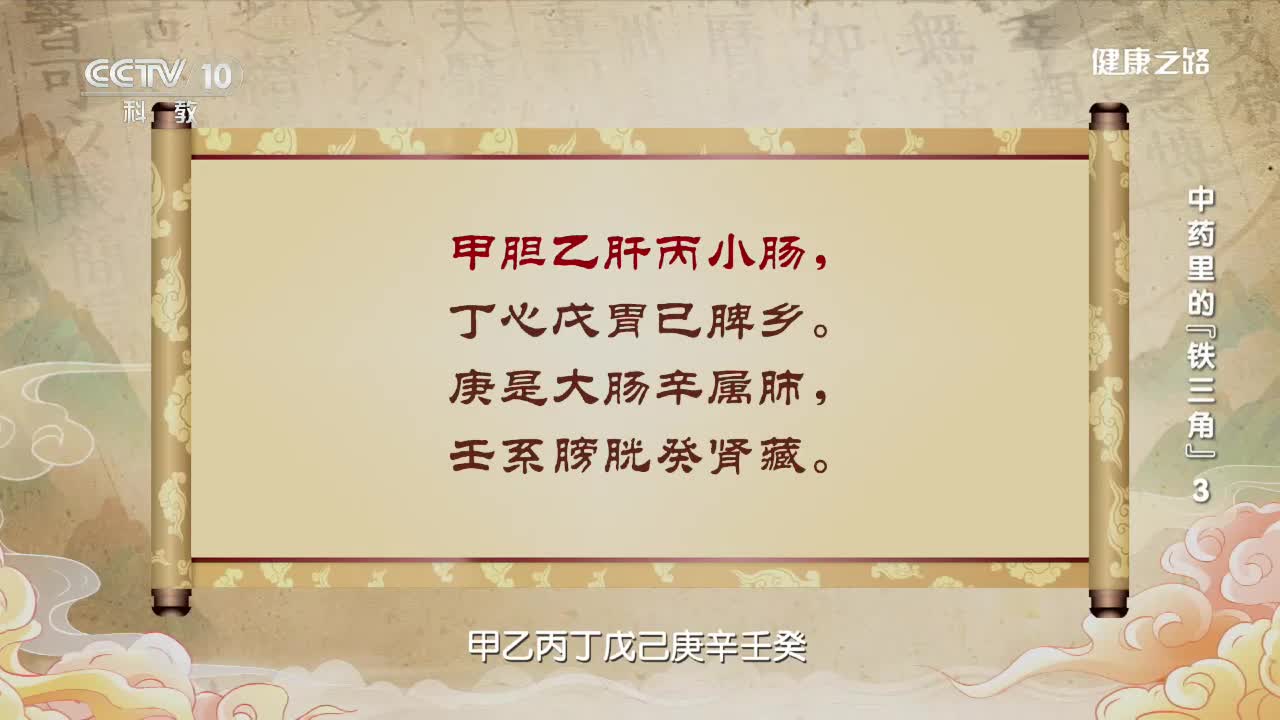 CCTV 10
科 教
健康之路
甲胆乙肝丙小肠，
丁心戊胃己脾乡。
庚是大肠辛属肺，
壬系膀胱癸肾藏。
中药里的『铁三角』3
甲乙丙丁戊己庚辛壬癸